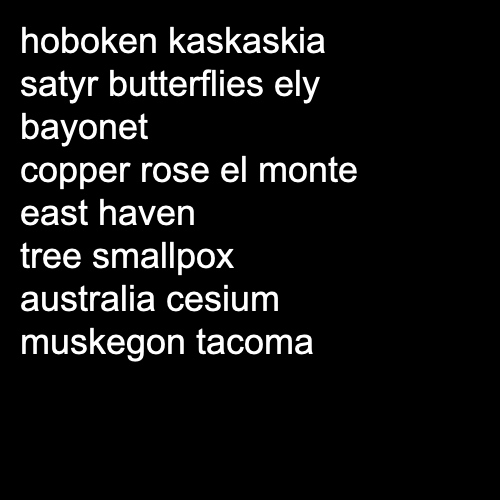 hoboken kaskaskia
satyr butterflies ely
bayonet
copper rose el monte
east haven
tree smallpox
australia cesium
muskegon tacoma